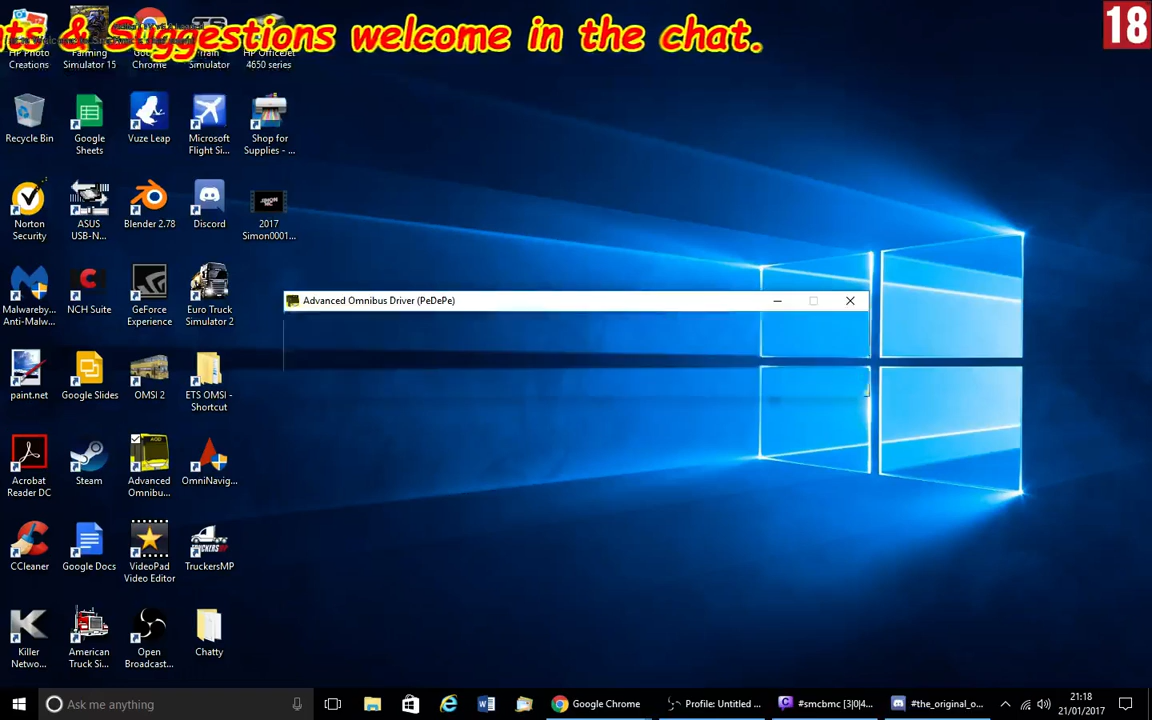 nts & Suggestions welcome in the chat.
18
HP Photo Creations
Farming Simulator 15
Google Chrome
Train Simulator
HP OfficeJet 4650 series
Recycle Bin
Google Sheets
Vuze Leap
Microsoft Flight Si...
Shop for Supplies - ...
Norton Security
ASUS USB-N...
Blender 2.78
Discord
2017 Simon0001...
Malwareby... Anti-Malw...
NCH Suite
GeForce Experience
Euro Truck Simulator 2
Advanced Omnibus Driver (PeDePe)
paint.net
Google Slides
OMSI 2
ETS OMSI - Shortcut
Acrobat Reader DC
Steam
Advanced Omnibu...
OmniNavig...
CCleaner
Google Docs
VideoPad Video Editor
TruckersMP
Killer Netwo...
American Truck Si...
Open Broadcast...
Chatty
Ask me anything
Google Chrome
Profile: Untitled ...
#smcbmc [3|0|4...
#the_original_o...
21:18
21/01/2017